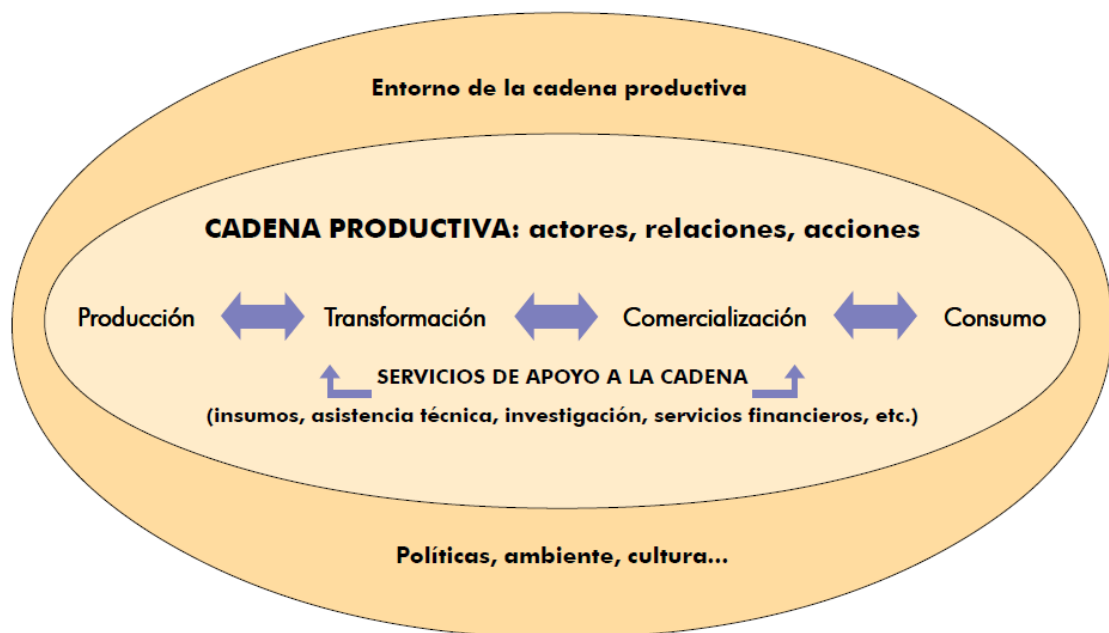 Entorno de la cadena productiva
CADENA PRODUCTIVA: actores, relaciones, acciones
Producción Transformación Comercialización Consumo
SERVICIOS DE APOYO A LA CADENA
(insumos, asistencia técnica, investigación, servicios financieros, etc.)
Políticas, ambiente, cultura...